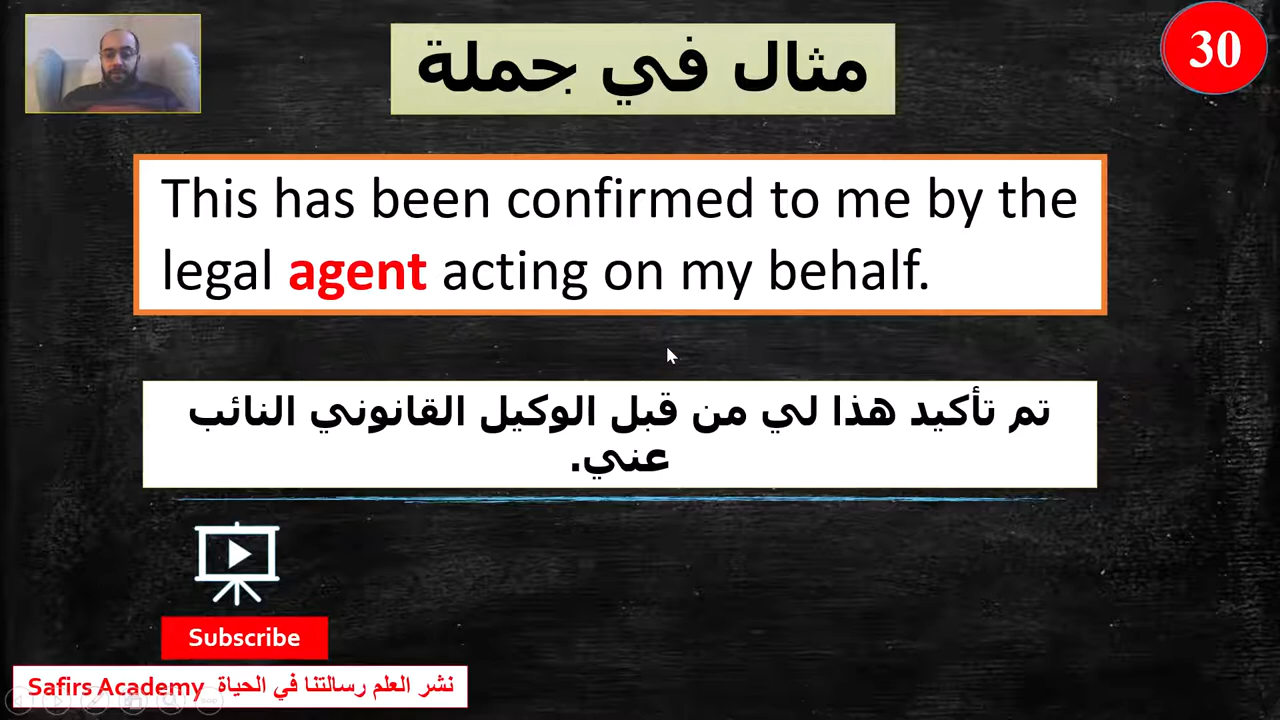 مثال في جملة
30
This has been confirmed to me by the
legal agent acting on my behalf.
تم تأكيد هذا لي من قبل الوكيل القانوني النائب
عني.
Subscribe
Safirs Academy نشر العلم رسالتنا في الحياة